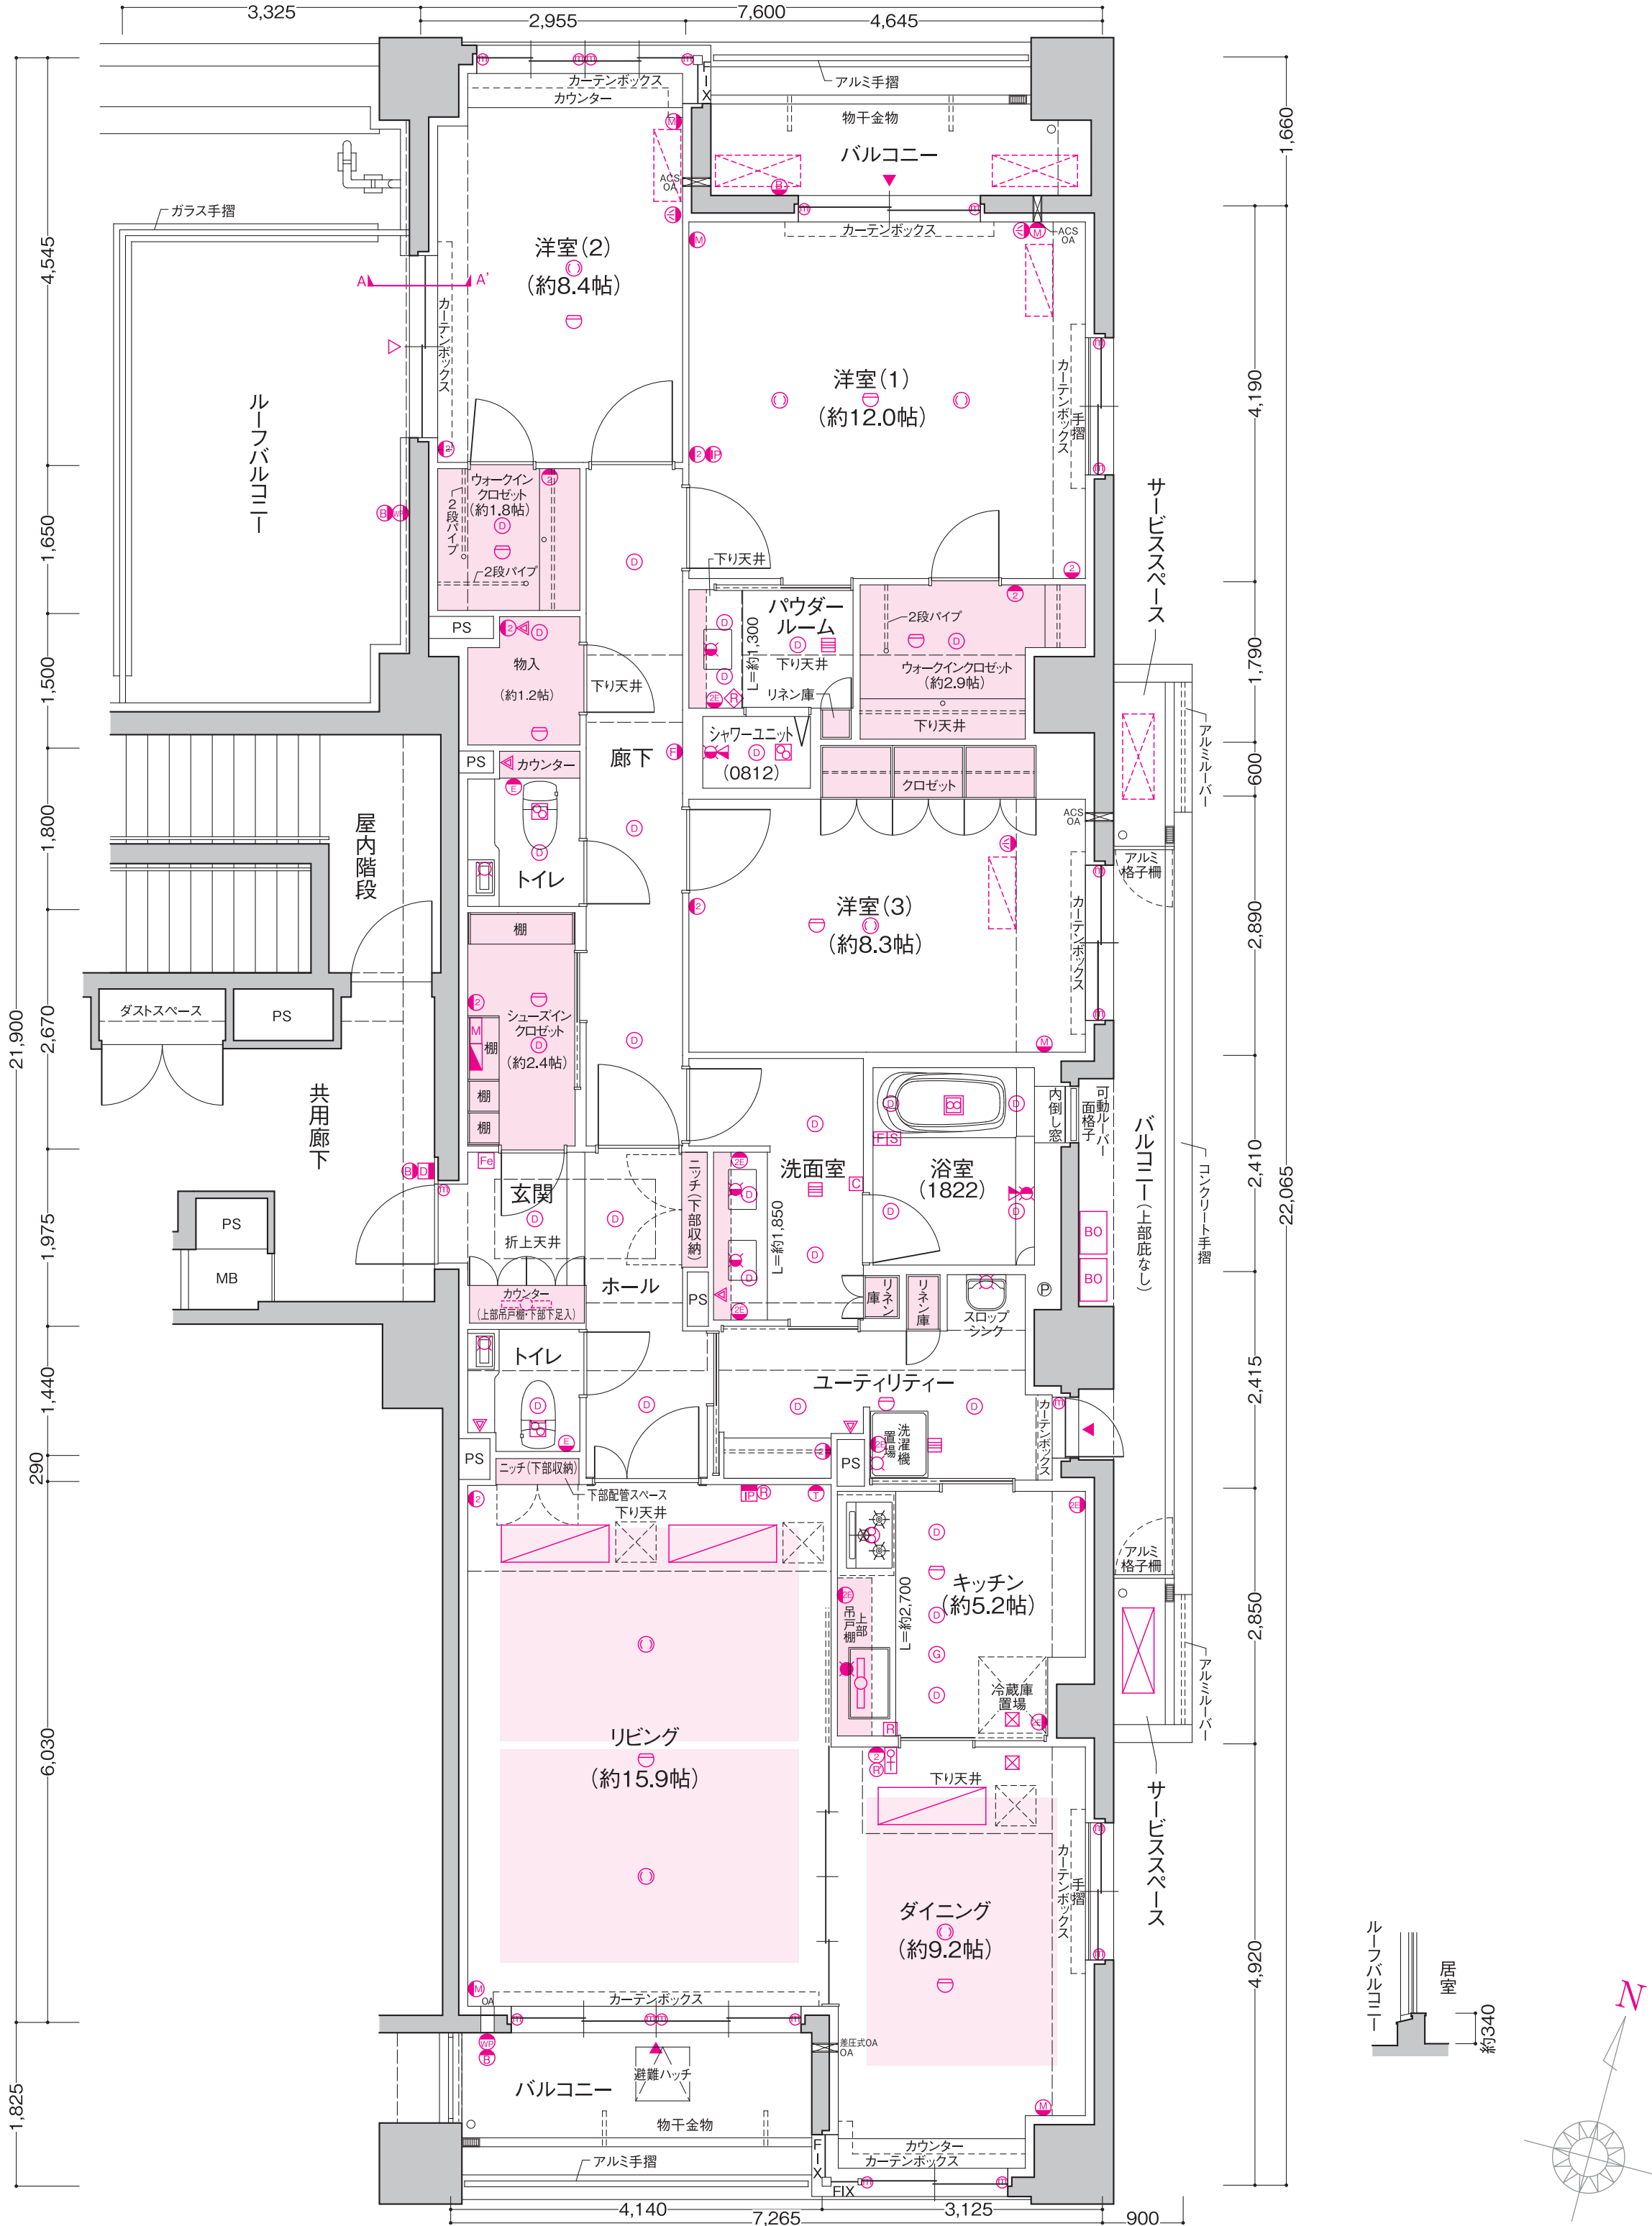 3,325
7,600
2,955
4,645
カーテンボックス
カウンター
FIX
アルミ手摺
物干金物
バルコニー
ACS
OA
ガラス手摺
A
A'
洋室(2)
(約8.4帖)
カーテンボックス
カーテンボックス
ACS
OA
洋室(1)
(約12.0帖)
カーテンボックス
手摺
ルーフバルコニー
サービススペース
ウォークイン
クロゼット
(約1.8帖)
2段パイプ
2段パイプ
下り天井
パウダー
ルーム
L=約1,300
下り天井
リネン庫
2段パイプ
ウォークインクロゼット
(約2.9帖)
下り天井
PS
物入
(約1.2帖)
下り天井
シャワーユニット
(0812)
クロゼット
アルミルーバー
PS
カウンター
廊下
屋内階段
トイレ
ACS
OA
アルミ
格子柵
洋室(3)
(約8.3帖)
カーテンボックス
棚
シューズイン
クロゼット
(約2.4帖)
棚
棚
棚
ダストスペース
PS
共用廊下
内倒し窓
可動ルーバー
面格子
バルコニー(上部庇なし)
コンクリート手摺
洗面室
L=約1,850
浴室
(1822)
ニッチ(下部収納)
玄関
折上天井
ホール
カウンター
(上部吊戸棚・下部下足入)
PS
MB
PS
リネン
庫
リネン庫
スロップ
シンク
BO
BO
トイレ
ユーティリティー
洗濯機
置場
カーテンボックス
PS
PS
ニッチ(下部収納)
下部配管スペース
下り天井
キッチン
(約5.2帖)
L=約2,700
上部
吊戸棚
冷蔵庫
置場
アルミ
格子柵
アルミルーバー
サービススペース
リビング
(約15.9帖)
下り天井
ダイニング
(約9.2帖)
カーテンボックス
手摺
カーテンボックス
OA
差圧式OA
OA
避難ハッチ
バルコニー
物干金物
アルミ手摺
カウンター
カーテンボックス
FIX
FIX
4,140
3,125
7,265
900
21,900
4,545
1,650
1,500
1,800
2,670
1,975
1,440
290
6,030
1,825
1,660
4,190
1,790
600
2,890
2,410
2,415
2,850
4,920
22,065
ルーフバルコニー
居室
約340
N